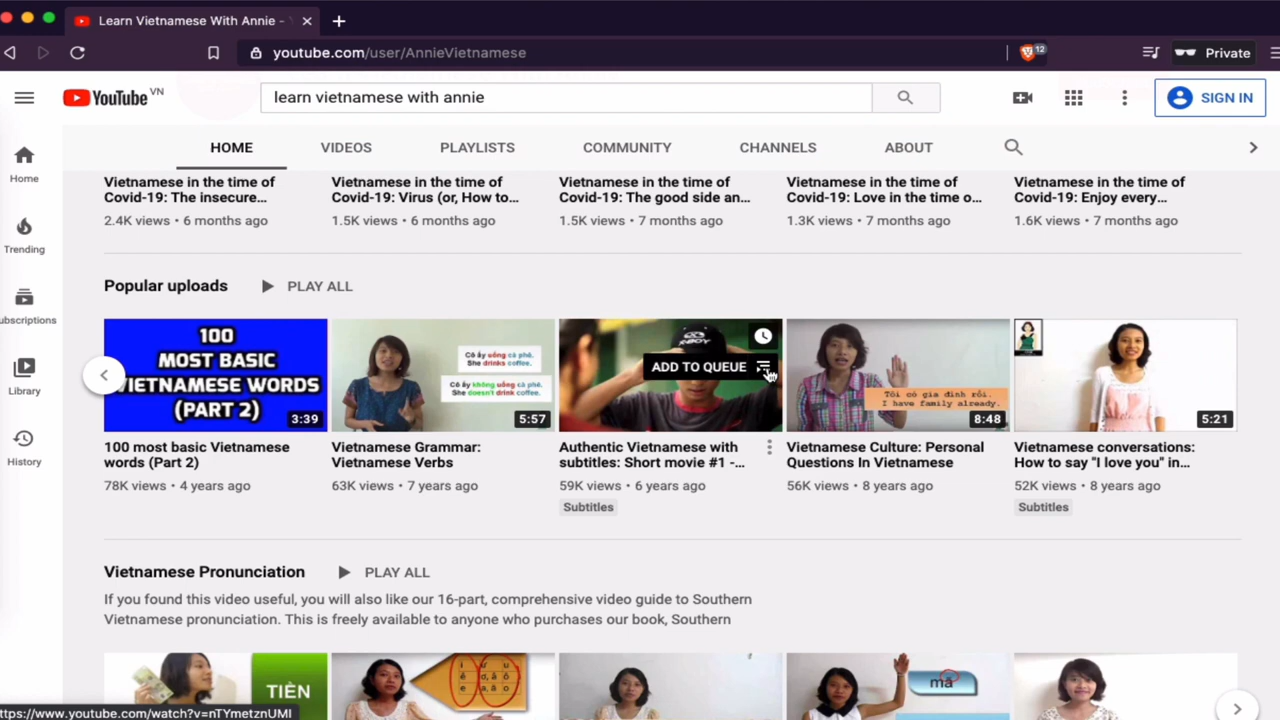 Learn Vietnamese With Annie -
youtube.com/user/AnnieVietnamese
12
Private
YouTube VN
learn vietnamese with annie
SIGN IN
HOME
VIDEOS
PLAYLISTS
COMMUNITY
CHANNELS
ABOUT
Home
Trending
ubscriptions
Library
History
Vietnamese in the time of
Covid-19: The insecure...
2.4K views • 6 months ago
Vietnamese in the time of
Covid-19: Virus (or, How to...
1.5K views • 6 months ago
Vietnamese in the time of
Covid-19: The good side an...
1.5K views • 7 months ago
Vietnamese in the time of
Covid-19: Love in the time o...
1.3K views • 7 months ago
Vietnamese in the time of
Covid-19: Enjoy every...
1.6K views • 7 months ago
Popular uploads
PLAY ALL
100
MOST BASIC
VIETNAMESE WORDS
(PART 2)
3:39
100 most basic Vietnamese
words (Part 2)
78K views • 4 years ago
Cô ấy uống cà phê.
She drinks coffee.
Cô ấy không uống cà phê.
She doesn't drink coffee.
5:57
Vietnamese Grammar:
Vietnamese Verbs
63K views • 7 years ago
X-BOY
ADD TO QUEUE
Authentic Vietnamese with
subtitles: Short movie #1 -...
59K views • 6 years ago
Subtitles
Tôi có gia đình rồi.
I have family already.
8:48
Vietnamese Culture: Personal
Questions In Vietnamese
56K views • 8 years ago
5:21
Vietnamese conversations:
How to say "I love you" in...
52K views • 8 years ago
Subtitles
Vietnamese Pronunciation
PLAY ALL
If you found this video useful, you will also like our 16-part, comprehensive video guide to Southern
Vietnamese pronunciation. This is freely available to anyone who purchases our book, Southern
TIỀN
i ư u
ê ơ, â ô
e a, ă o
ma
ttps://www.youtube.com/watch?v=nTYmetznUMI